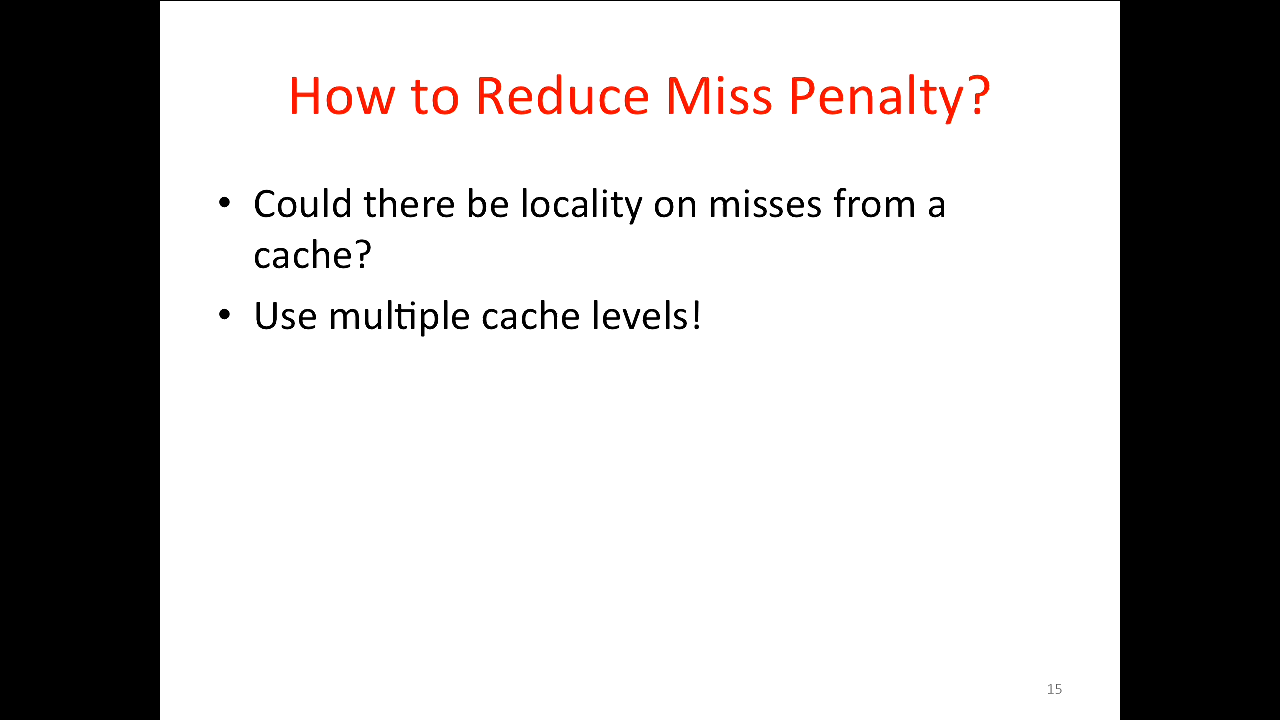 How to Reduce Miss Penalty?
• Could there be locality on misses from a
cache?
• Use multiple cache levels!
15